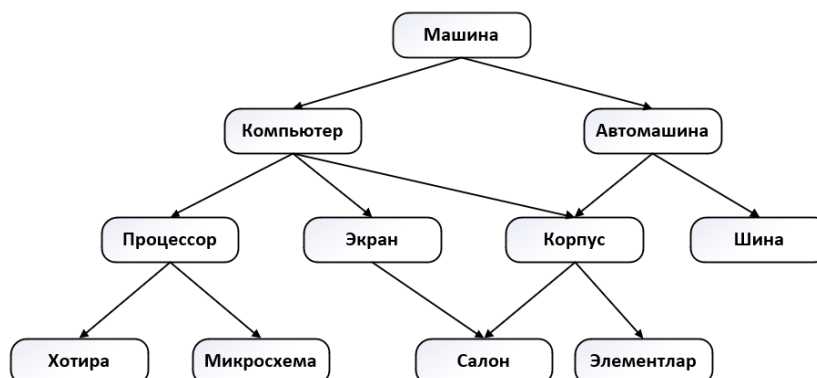 Машина
Компьютер
Автомашина
Процессор
Экран
Корпус
Шина
Хотира
Микросхема
Салон
Элементлар